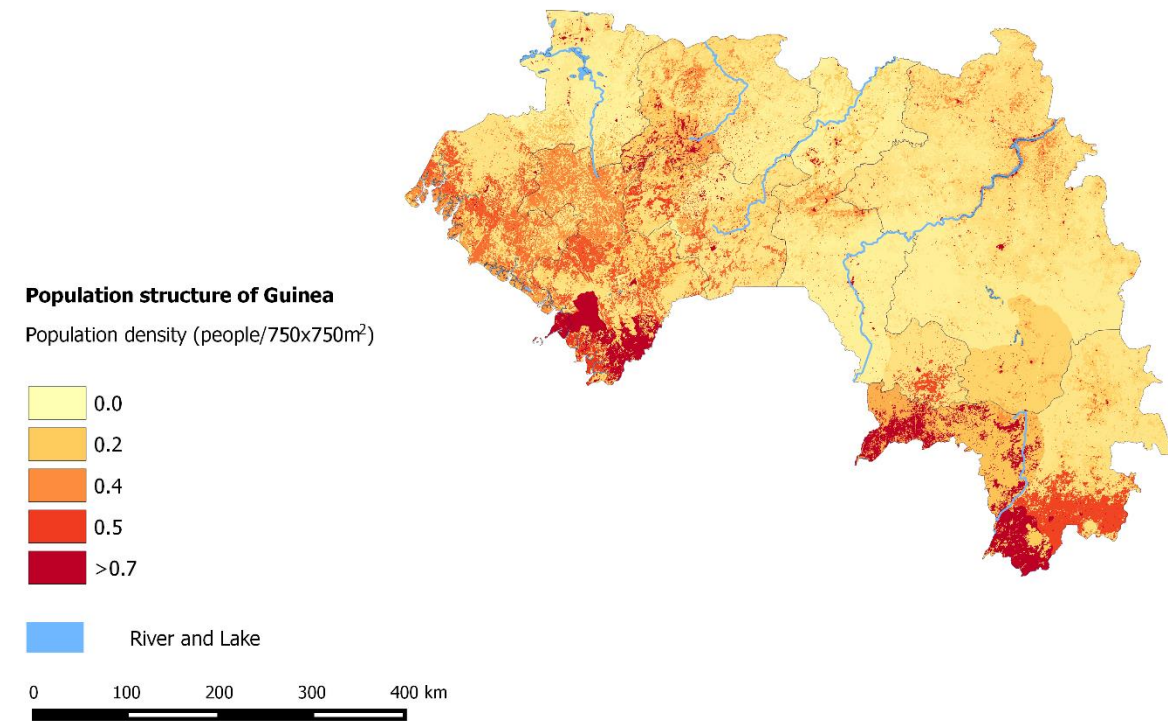 Population structure of Guinea
Population density (people/750x750m²)
0.0
0.2
0.4
0.5
>0.7
River and Lake
0 100 200 300 400 km